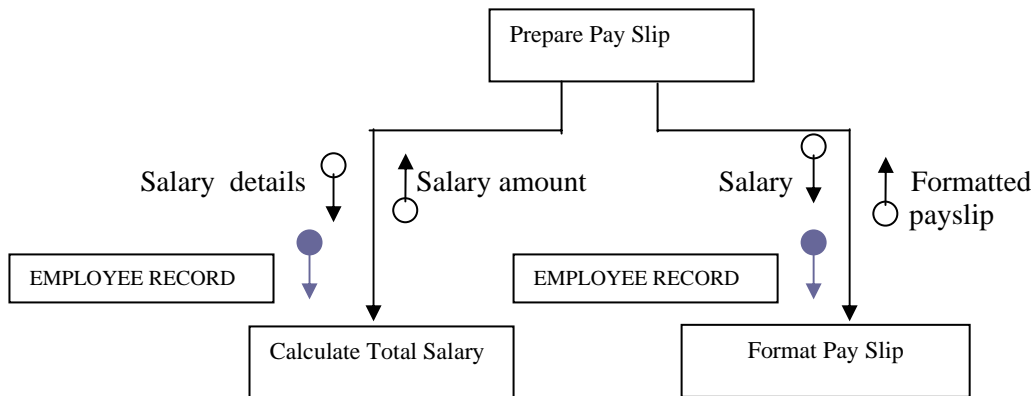 Prepare Pay Slip
Salary details
Salary amount
Salary
Formatted
payslip
EMPLOYEE RECORD
EMPLOYEE RECORD
Calculate Total Salary
Format Pay Slip